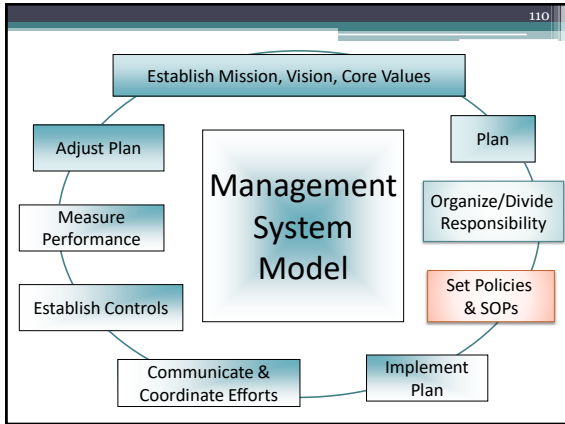 110
Establish Mission, Vision, Core Values
Plan
Organize/Divide
Responsibility
Set Policies
& SOPs
Implement
Plan
Communicate &
Coordinate Efforts
Establish Controls
Measure
Performance
Adjust Plan
Management
System
Model